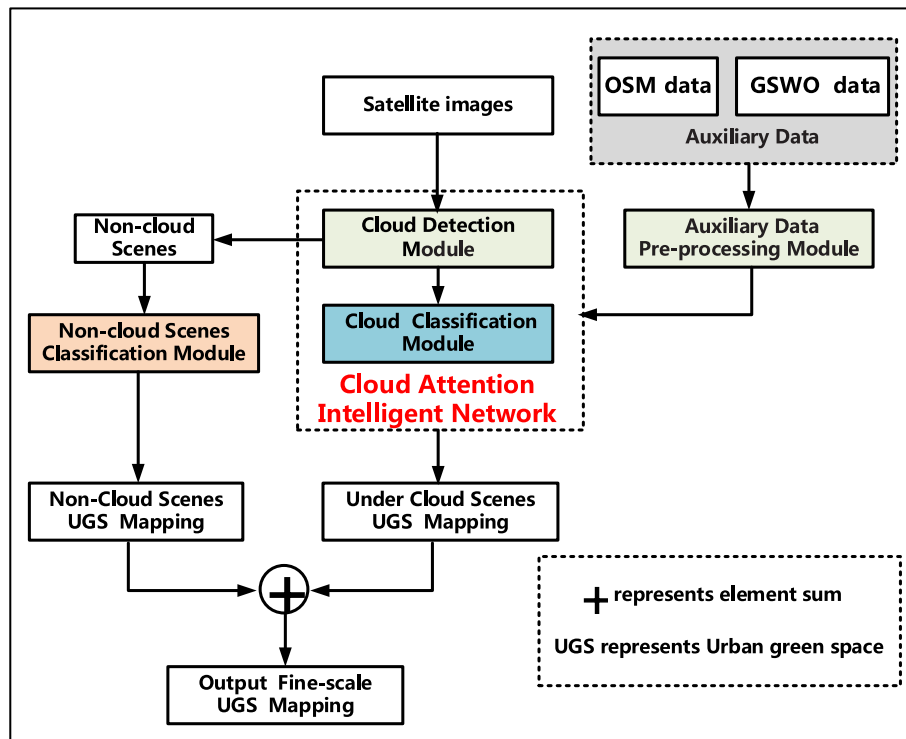 Satellite images
OSM data
GSWO data
Auxiliary Data
Cloud Detection
Module
Non-cloud
Scenes
Auxiliary Data
Pre-processing Module
Cloud Classification
Module
Non-cloud Scenes
Classification Module
Cloud Attention
Intelligent Network
Non-Cloud Scenes
UGS Mapping
Under Cloud Scenes
UGS Mapping
+
+ represents element sum
UGS represents Urban green space
Output Fine-scale
UGS Mapping